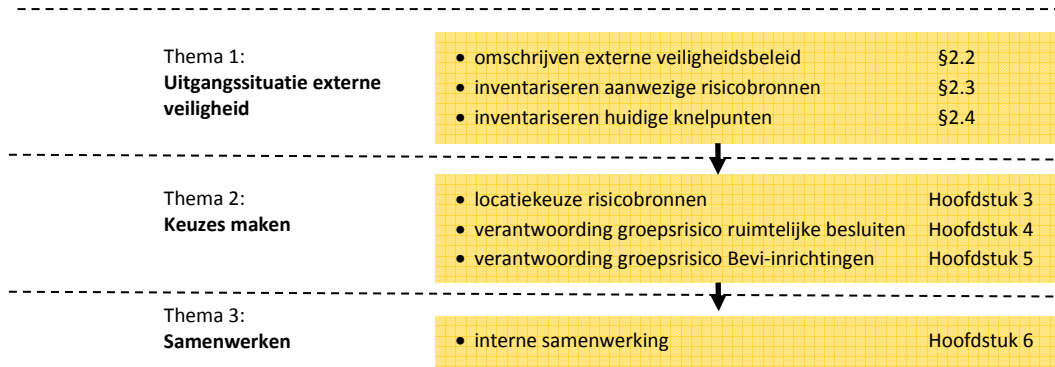 Thema 1:
Uitgangssituatie externe
veiligheid
• omschrijven externe veiligheidsbeleid §2.2
• inventariseren aanwezige risicobronnen §2.3
• inventariseren huidige knelpunten §2.4
Thema 2:
Keuzes maken
• locatiekeuze risicobronnen Hoofdstuk 3
• verantwoording groepsrisico ruimtelijke besluiten Hoofdstuk 4
• verantwoording groepsrisico Bevi-inrichtingen Hoofdstuk 5
Thema 3:
Samenwerken
• interne samenwerking Hoofdstuk 6